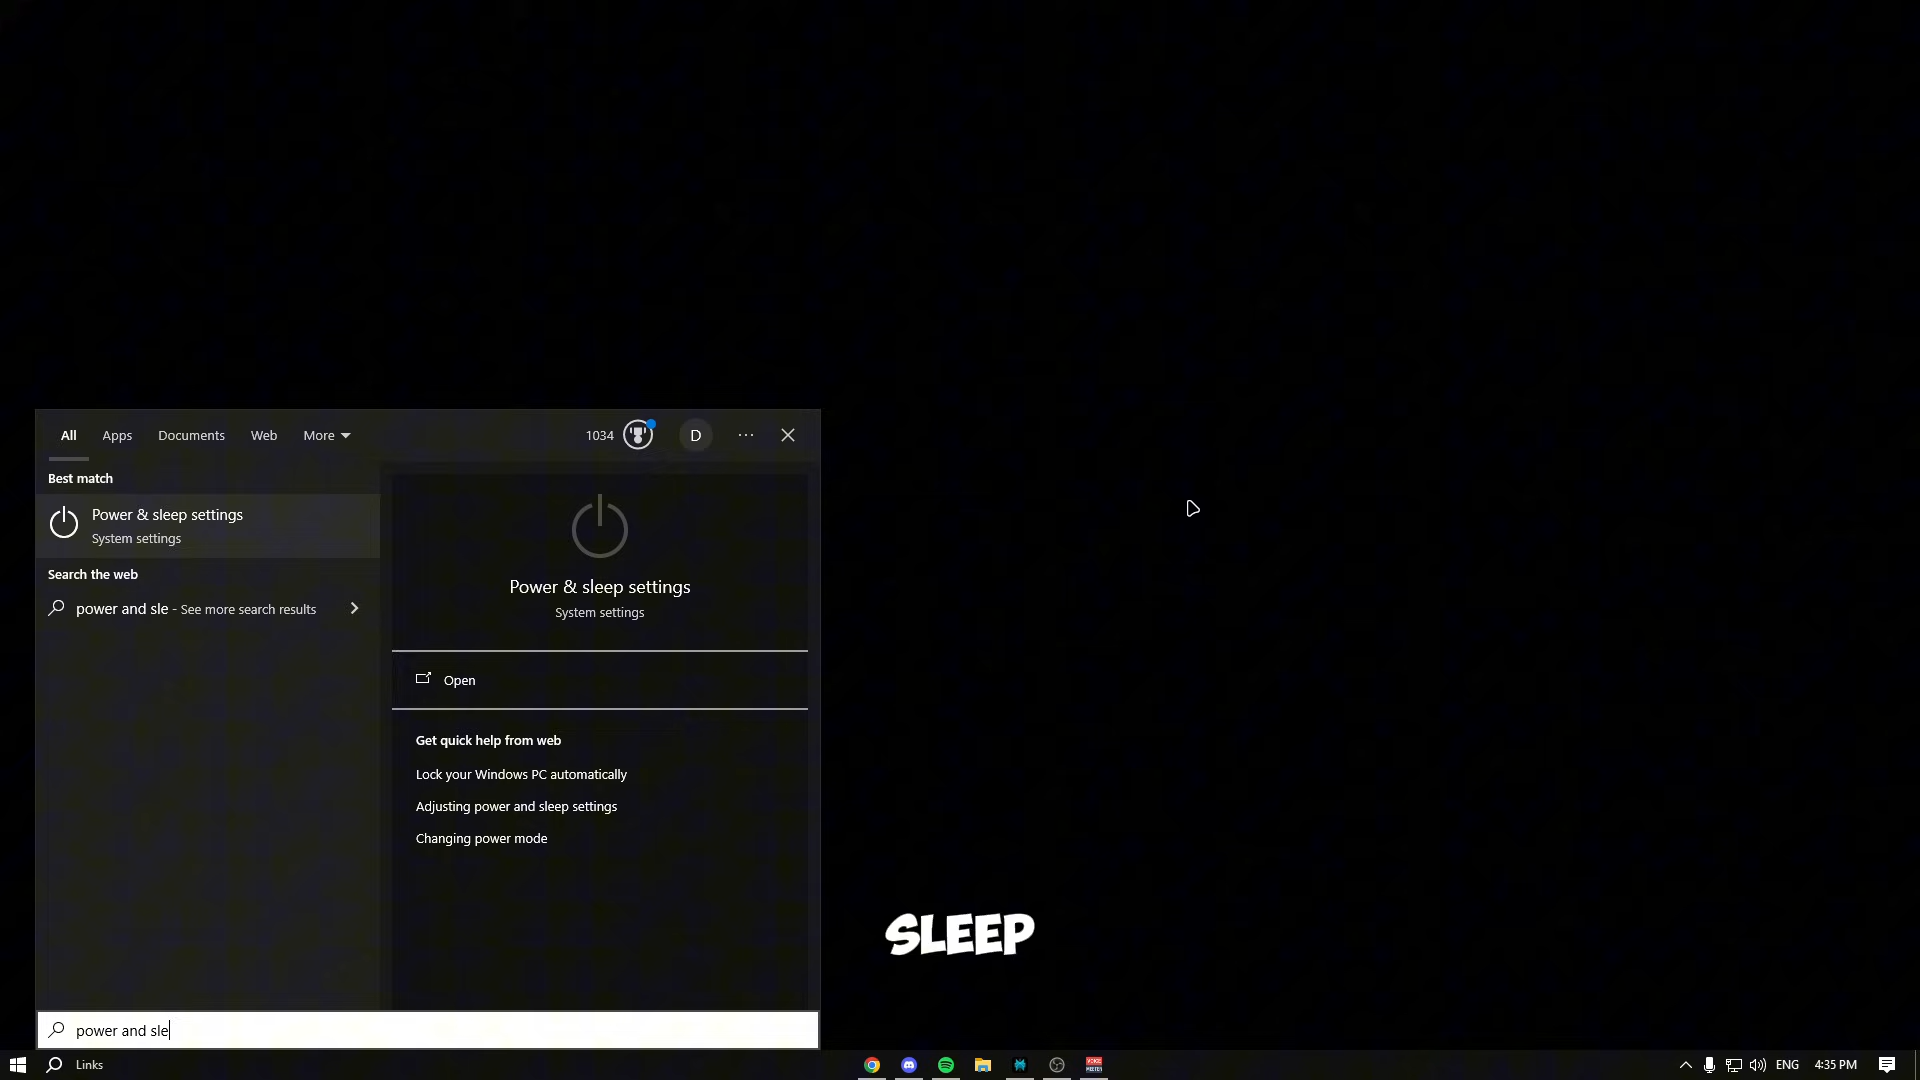 All Apps Documents Web More 1034 D
Best match
Power & sleep settings
System settings
Search the web
power and sle - See more search results
Power & sleep settings
System settings
Open
Get quick help from web
Lock your Windows PC automatically
Adjusting power and sleep settings
Changing power mode
SLEEP
power and sle
Links
VOICE
MEETER
ENG 4:35 PM